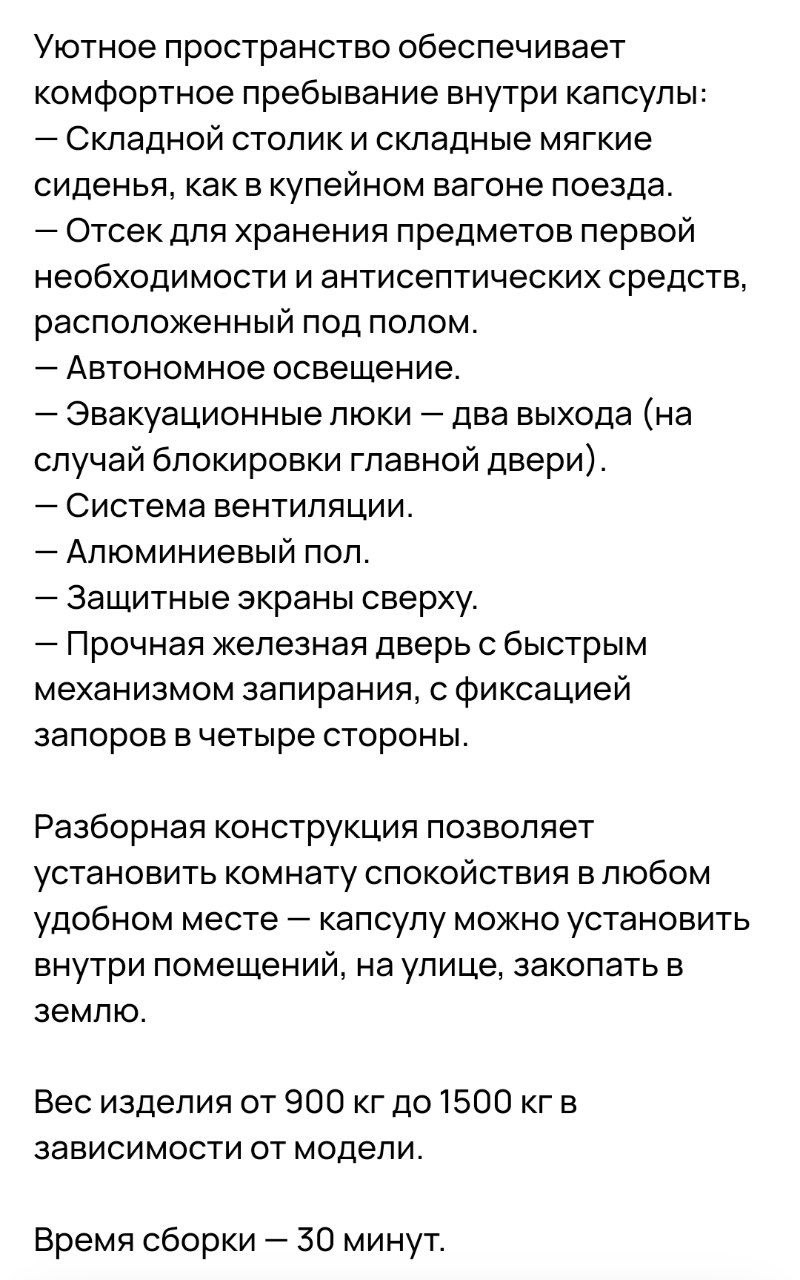 Уютное пространство обеспечивает
комфортное пребывание внутри капсулы:
— Складной столик и складные мягкие
сиденья, как в купейном вагоне поезда.
— Отсек для хранения предметов первой
необходимости и антисептических средств,
расположенный под полом.
— Автономное освещение.
— Эвакуационные люки — два выхода (на
случай блокировки главной двери).
— Система вентиляции.
— Алюминиевый пол.
— Защитные экраны сверху.
— Прочная железная дверь с быстрым
механизмом запирания, с фиксацией
запоров в четыре стороны.
Разборная конструкция позволяет
установить комнату спокойствия в любом
удобном месте — капсулу можно установить
внутри помещений, на улице, закопать в
землю.
Вес изделия от 900 кг до 1500 кг в
зависимости от модели.
Время сборки — 30 минут.